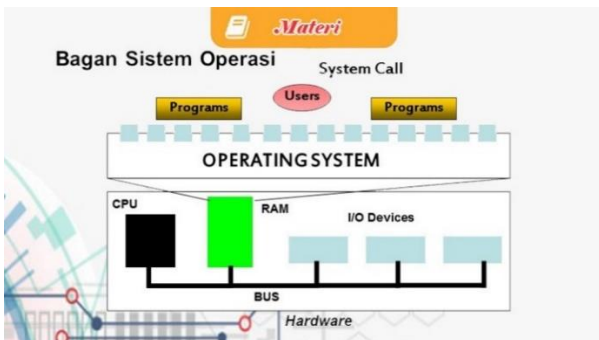 Materi
Bagan Sistem Operasi
System Call
Users
Programs
Programs
OPERATING SYSTEM
CPU
RAM
I/O Devices
BUS
Hardware